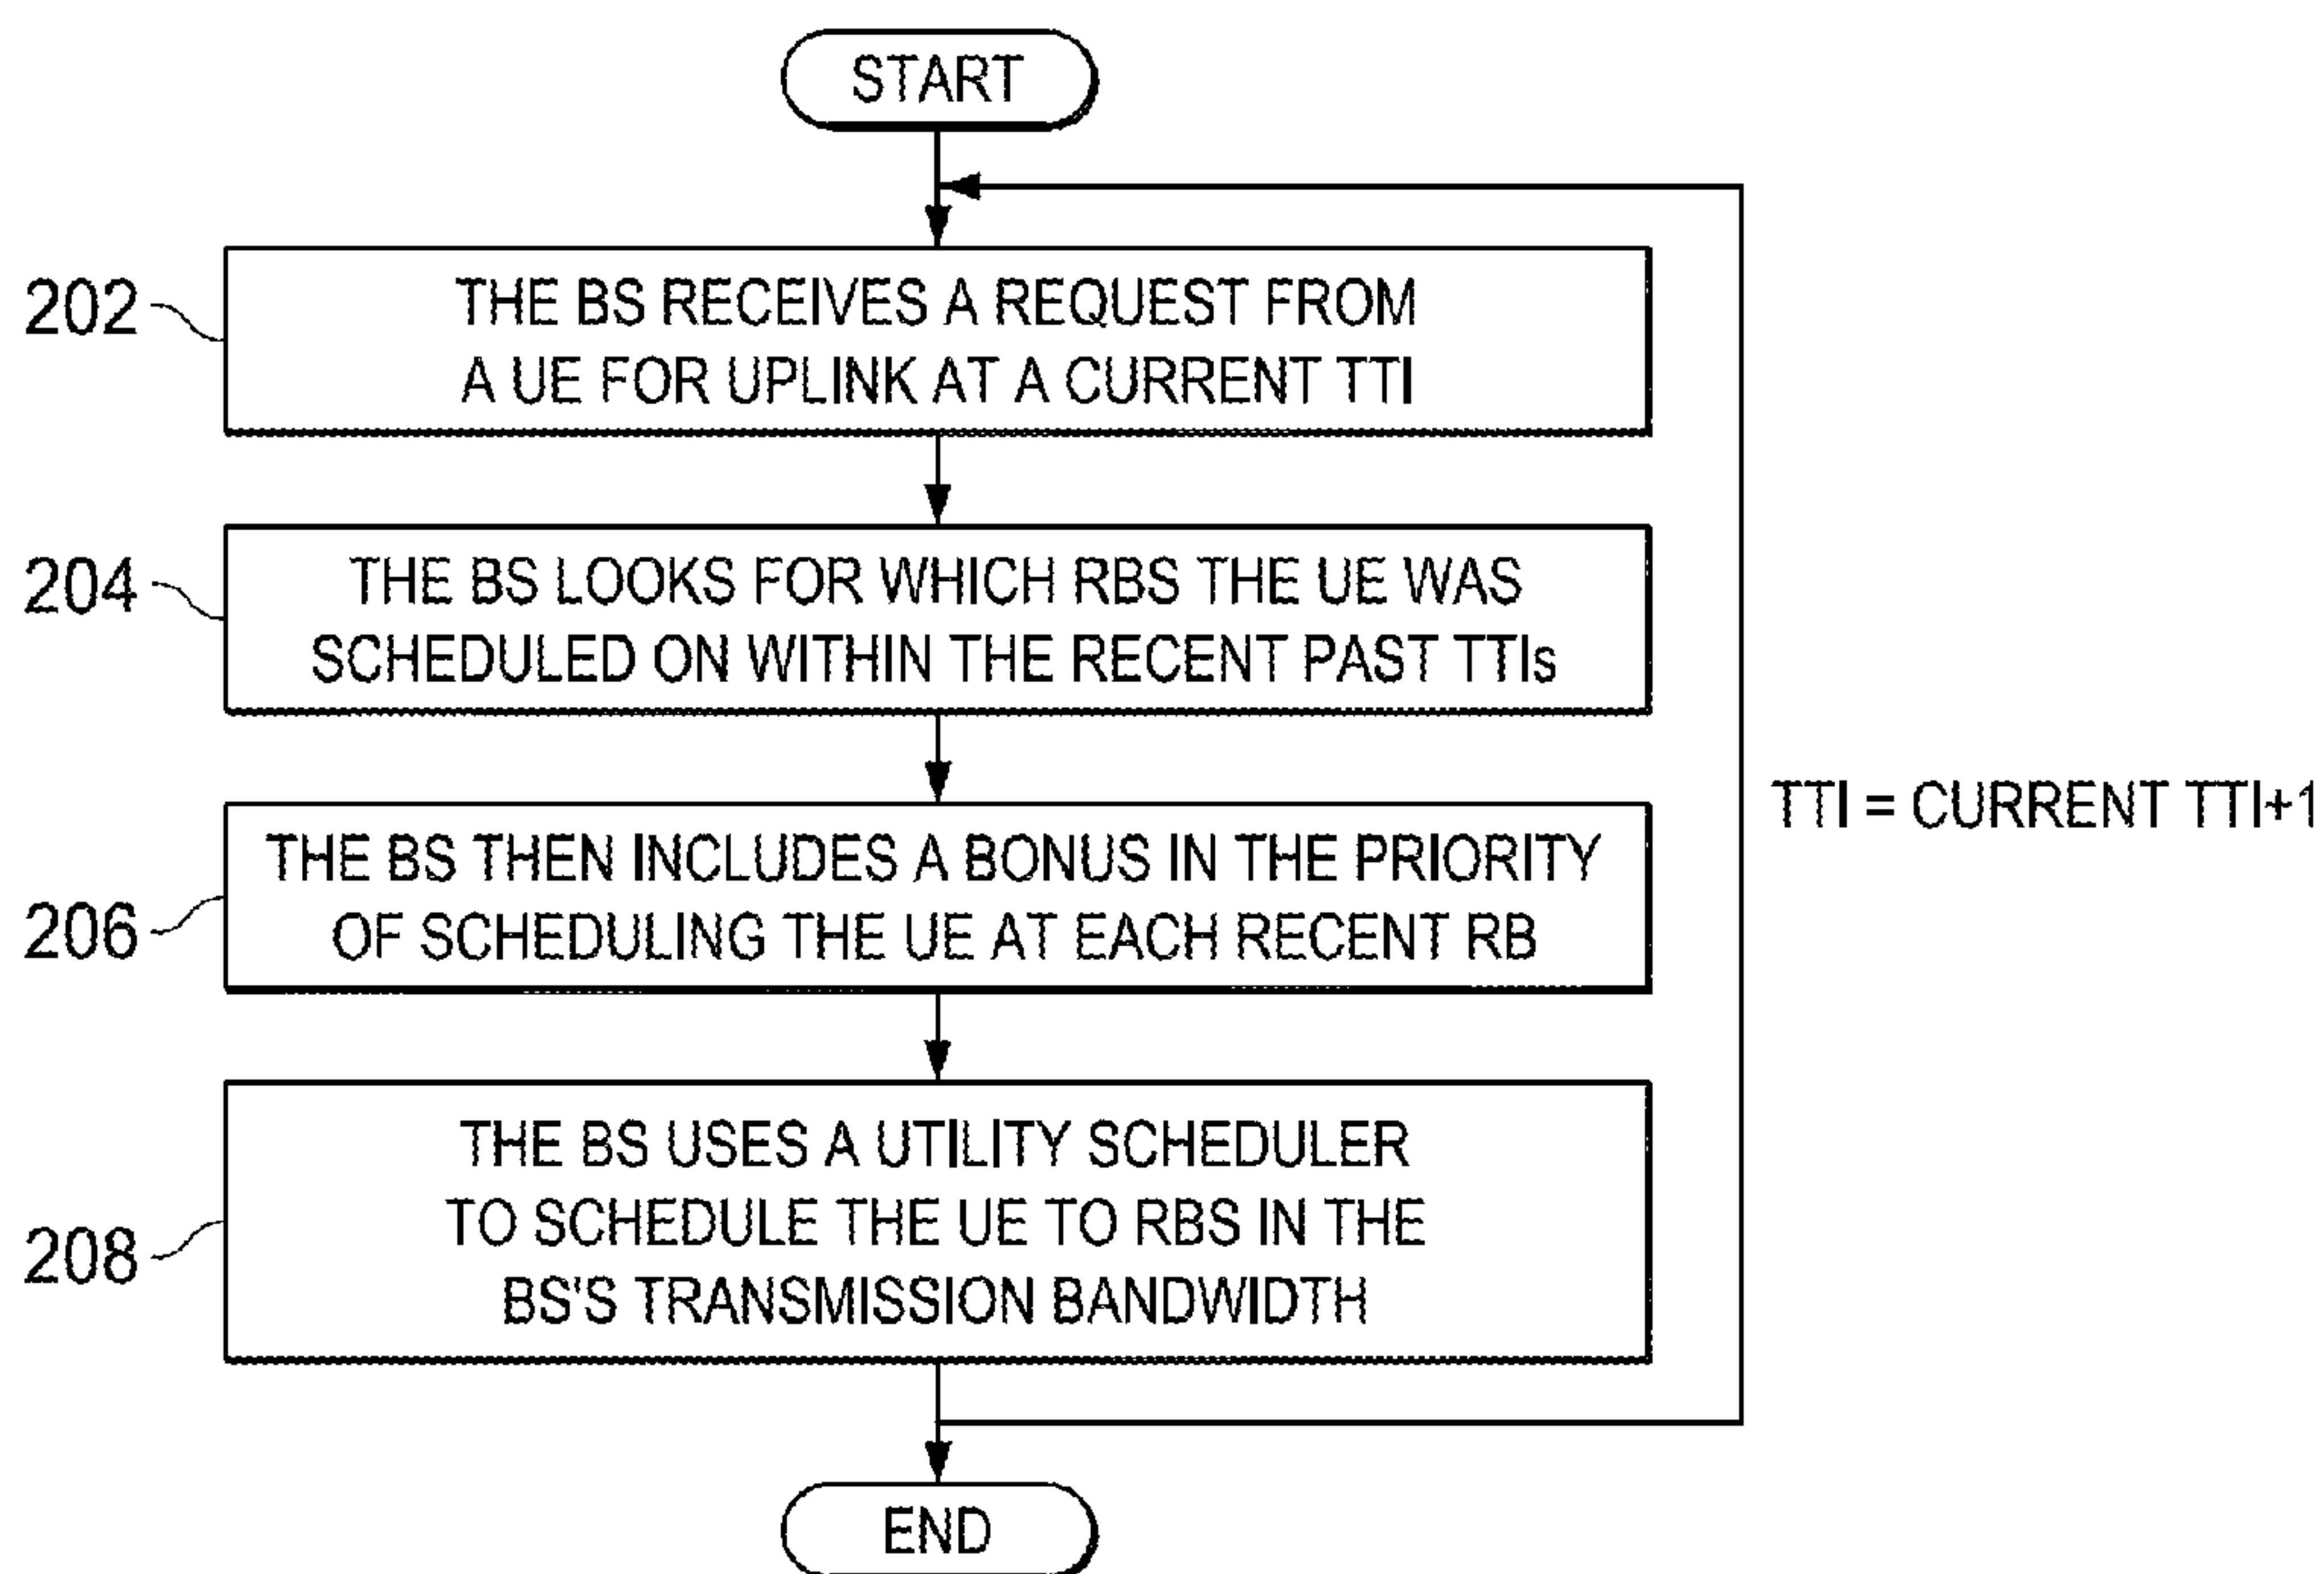 START
202
THE BS RECEIVES A REQUEST FROM
A UE FOR UPLINK AT A CURRENT TTI
204
THE BS LOOKS FOR WHICH RBS THE UE WAS
SCHEDULED ON WITHIN THE RECENT PAST TTIs
TTI = CURRENT TTI+1
206
THE BS THEN INCLUDES A BONUS IN THE PRIORITY
OF SCHEDULING THE UE AT EACH RECENT RB
208
THE BS USES A UTILITY SCHEDULER
TO SCHEDULE THE UE TO RBS IN THE
BS'S TRANSMISSION BANDWIDTH
END